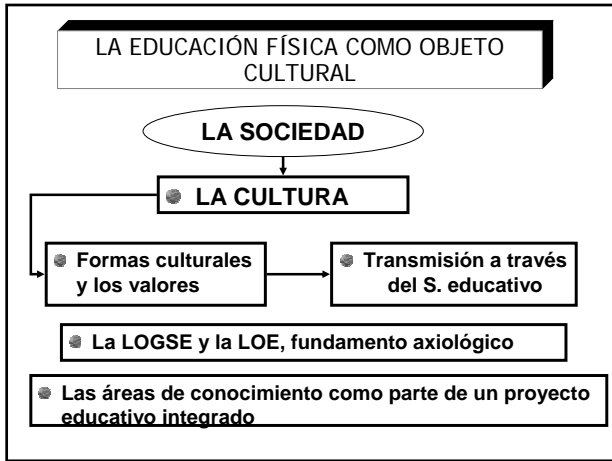 LA EDUCACIÓN FÍSICA COMO OBJETO
CULTURAL
LA SOCIEDAD
LA CULTURA
Formas culturales
y los valores
Transmisión a través
del S. educativo
La LOGSE y la LOE, fundamento axiológico
Las áreas de conocimiento como parte de un proyecto
educativo integrado